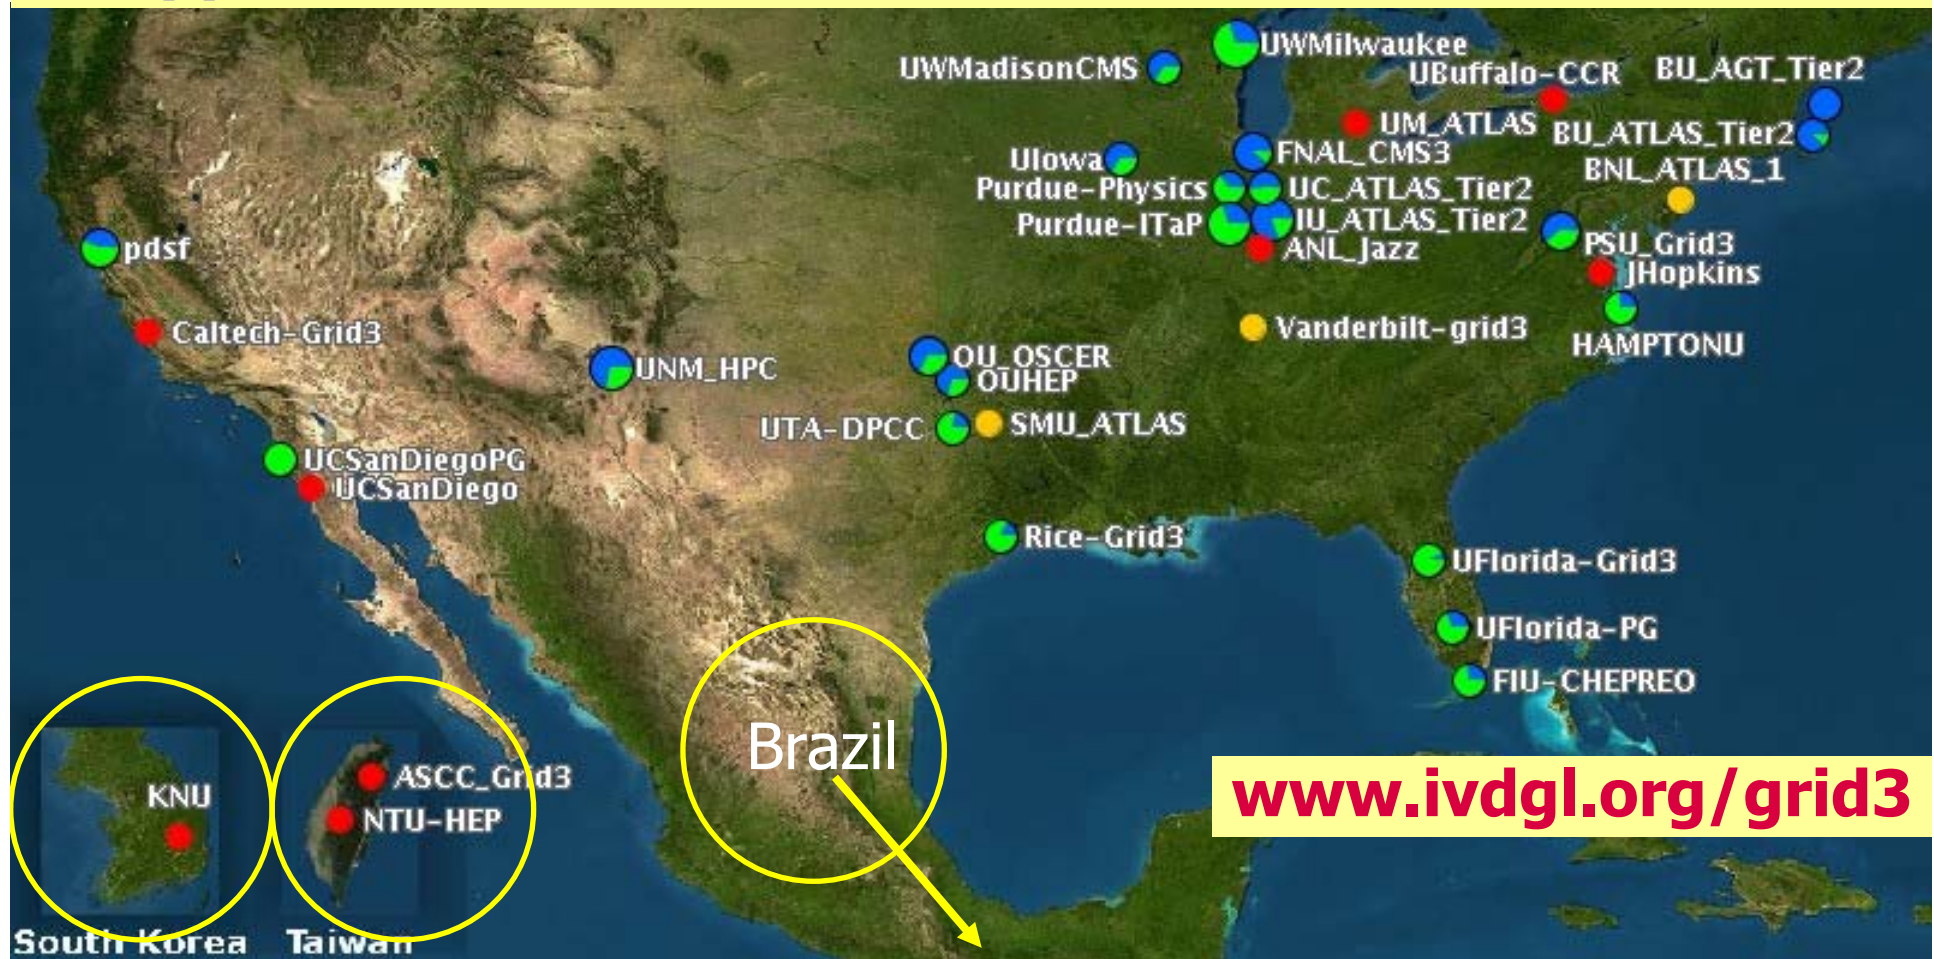 UWMilwaukee
UWMadisonCMS
UBuffalo-CCR
BU_AGT_Tier2
UM_ATLAS
BU_ATLAS_Tier2
UIowa
FNAL_CMS3
BNL_ATLAS_1
Purdue-Physics
UC_ATLAS_Tier2
Purdue-ITaP
IU_ATLAS_Tier2
PSU_Grid3
pdsf
ANL_Jazz
JHopkins
Caltech-Grid3
Vanderbilt-grid3
HAMPTONU
UNM_HPC
OU_OSCER
OUHEP
UTA-DPCC
SMU_ATLAS
UCSanDiegoPG
UCSanDiego
Rice-Grid3
UFlorida-Grid3
UFlorida-PG
FIU-CHEPREO
Brazil
ASCC_Grid3
KNU
NTU-HEP
www.ivdgl.org/grid3
South Korea
Taiwan